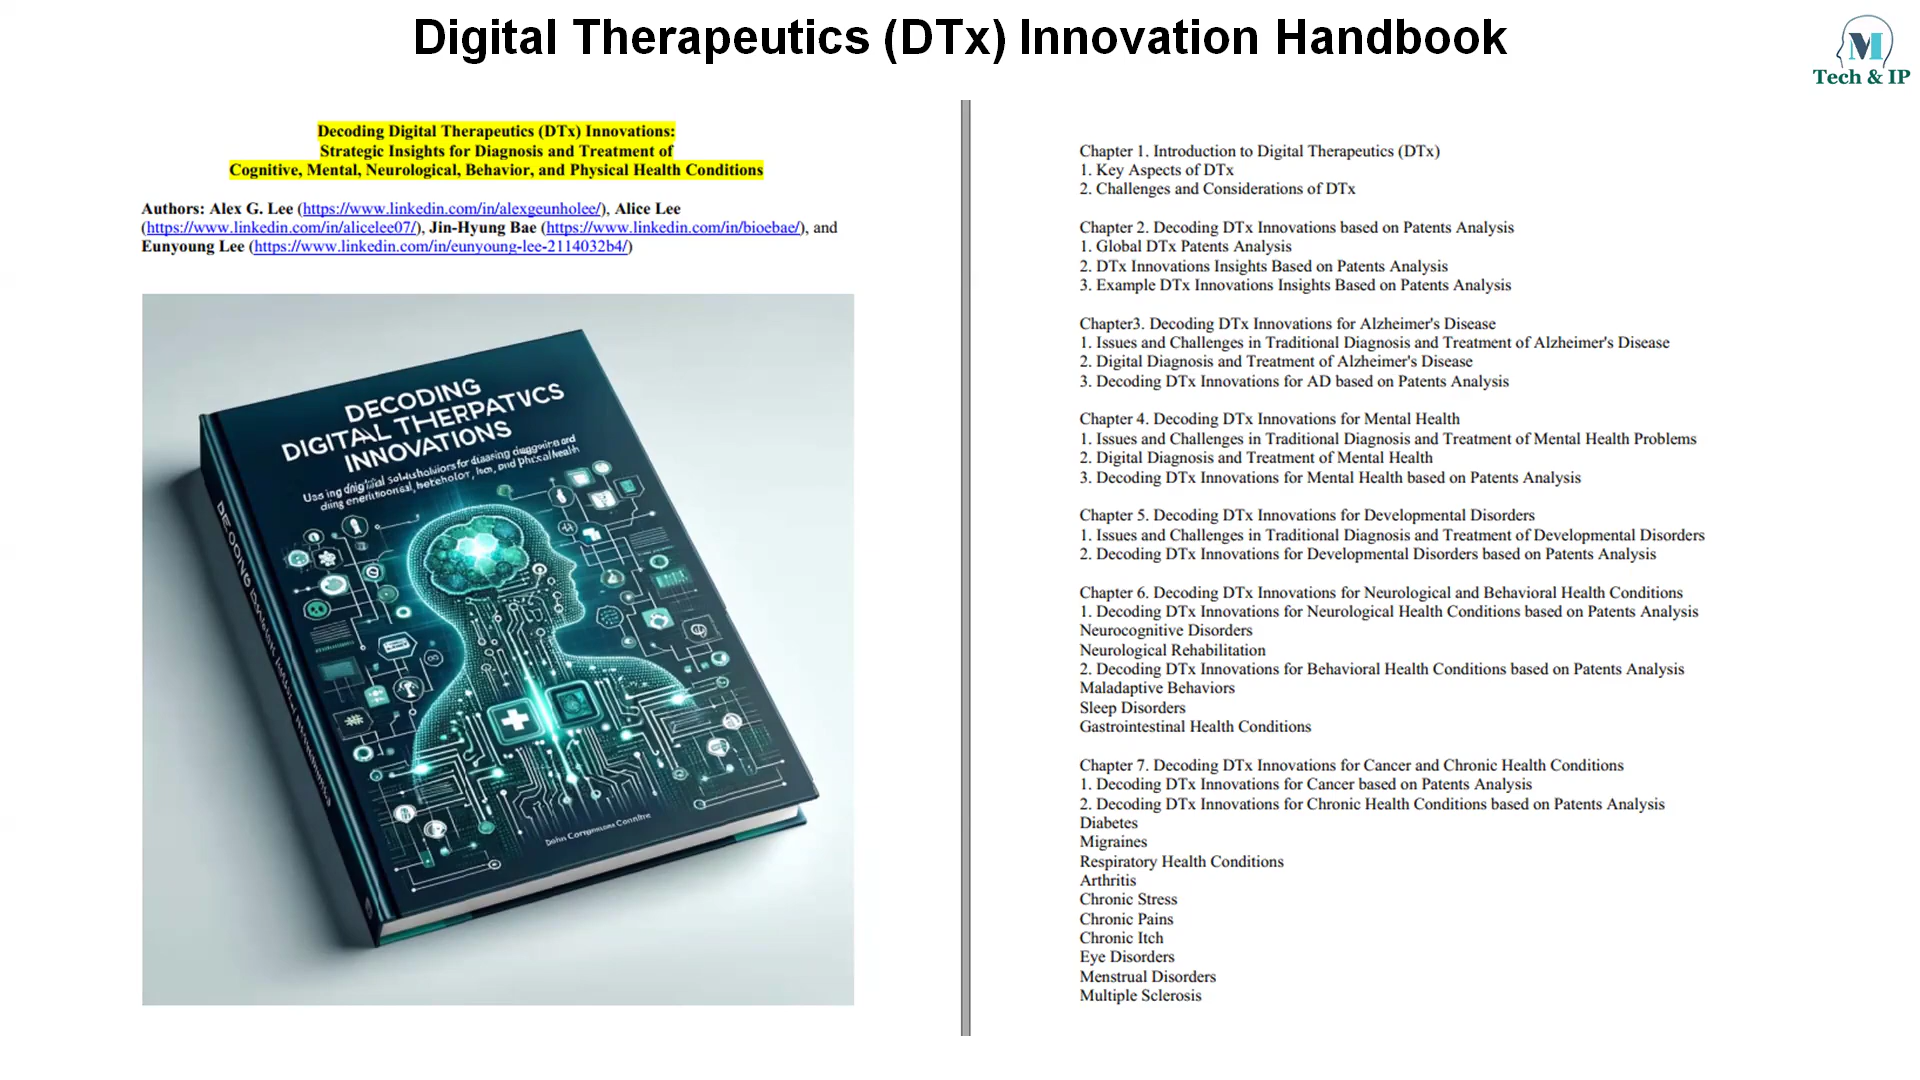 Digital Therapeutics (DTx) Innovation Handbook
M
Tech & IP
Decoding Digital Therapeutics (DTx) Innovations:
Strategic Insights for Diagnosis and Treatment of
Cognitive, Mental, Neurological, Behavior, and Physical Health Conditions
Authors: Alex G. Lee (https://www.linkedin.com/in/alexgeunholee/), Alice Lee
(https://www.linkedin.com/in/alicelee07/), Jin-Hyung Bae (https://www.linkedin.com/in/bioebae/), and
Eunyoung Lee (https://www.linkedin.com/in/eunyoung-lee-2114032b4/)
DECODING
DIGITAL THERPATVCS
INNOVATIONS
Chapter 1. Introduction to Digital Therapeutics (DTx)
1. Key Aspects of DTx
2. Challenges and Considerations of DTx
Chapter 2. Decoding DTx Innovations based on Patents Analysis
1. Global DTx Patents Analysis
2. DTx Innovations Insights Based on Patents Analysis
3. Example DTx Innovations Insights Based on Patents Analysis
Chapter3. Decoding DTx Innovations for Alzheimer's Disease
1. Issues and Challenges in Traditional Diagnosis and Treatment of Alzheimer's Disease
2. Digital Diagnosis and Treatment of Alzheimer's Disease
3. Decoding DTx Innovations for AD based on Patents Analysis
Chapter 4. Decoding DTx Innovations for Mental Health
1. Issues and Challenges in Traditional Diagnosis and Treatment of Mental Health Problems
2. Digital Diagnosis and Treatment of Mental Health
3. Decoding DTx Innovations for Mental Health based on Patents Analysis
Chapter 5. Decoding DTx Innovations for Developmental Disorders
1. Issues and Challenges in Traditional Diagnosis and Treatment of Developmental Disorders
2. Decoding DTx Innovations for Developmental Disorders based on Patents Analysis
Chapter 6. Decoding DTx Innovations for Neurological and Behavioral Health Conditions
1. Decoding DTx Innovations for Neurological Health Conditions based on Patents Analysis
Neurocognitive Disorders
Neurological Rehabilitation
2. Decoding DTx Innovations for Behavioral Health Conditions based on Patents Analysis
Maladaptive Behaviors
Sleep Disorders
Gastrointestinal Health Conditions
Chapter 7. Decoding DTx Innovations for Cancer and Chronic Health Conditions
1. Decoding DTx Innovations for Cancer based on Patents Analysis
2. Decoding DTx Innovations for Chronic Health Conditions based on Patents Analysis
Diabetes
Migraines
Respiratory Health Conditions
Arthritis
Chronic Stress
Chronic Pains
Chronic Itch
Eye Disorders
Menstrual Disorders
Multiple Sclerosis